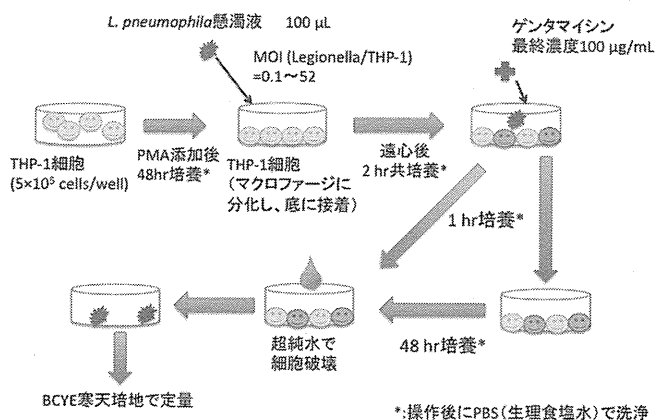 L. pneumophila懸濁液　100 μL
MOI (Legionella/THP-1)
=0.1～52
ゲンタマイシン
最終濃度100 μg/mL
THP-1細胞
(5×10⁵ cells/well)
PMA添加後
48hr培養*
THP-1細胞
(マクロファージに
分化し、底に接着)
遠心後
2 hr共培養*
1 hr培養*
48 hr培養*
超純水で
細胞破壊
BCYE寒天培地で定量
*:操作後にPBS(生理食塩水)で洗浄